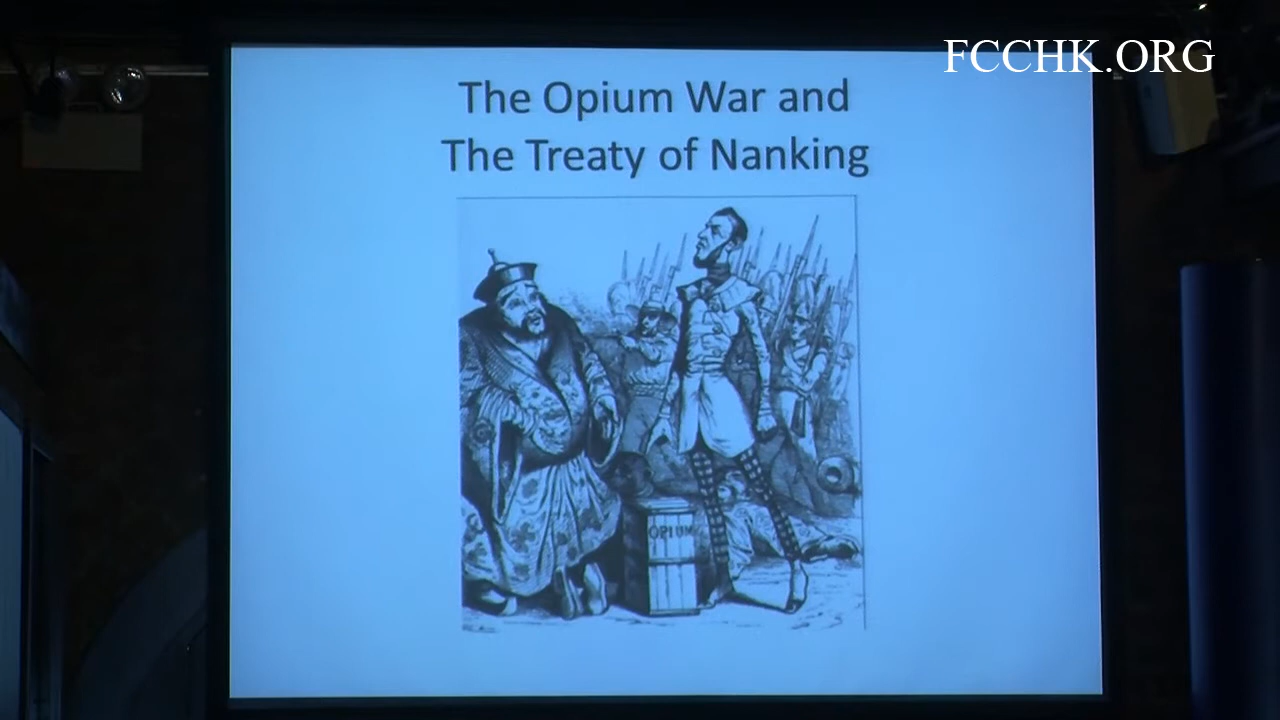 FCCHK.ORG
The Opium War and
The Treaty of Nanking
OPIUM